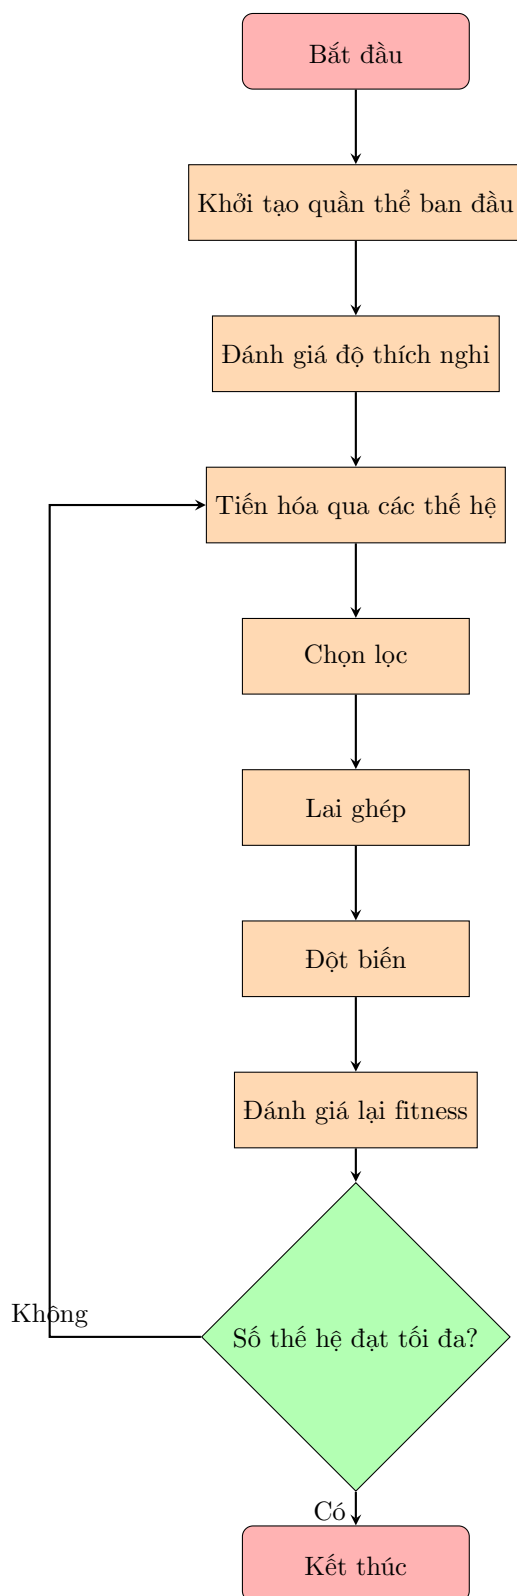 Bắt đầu
Khởi tạo quần thể ban đầu
Đánh giá độ thích nghi
Tiến hóa qua các thế hệ
Chọn lọc
Lai ghép
Đột biến
Đánh giá lại fitness
Không
Số thế hệ đạt tối đa?
Có
Kết thúc